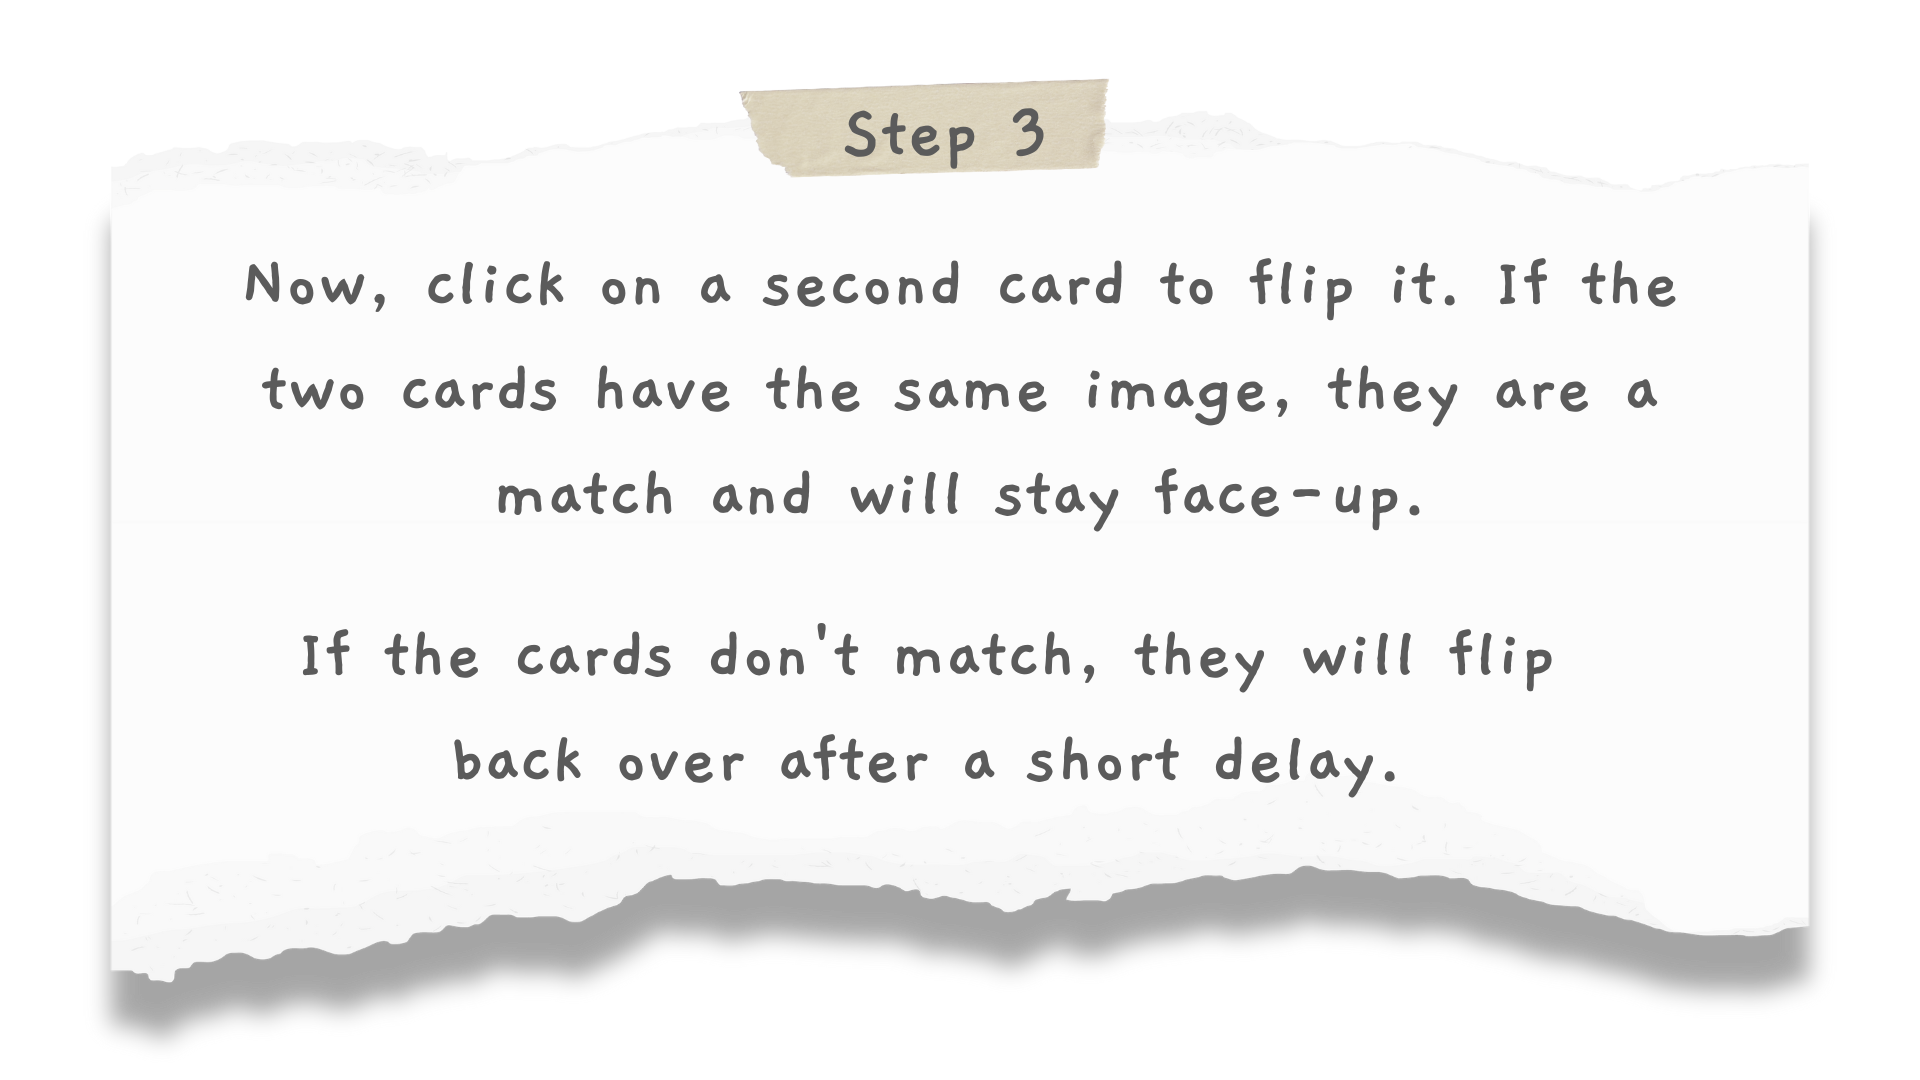 Step 3
Now, click on a second card to flip it. If the
two cards have the same image, they are a
match and will stay face-up.
If the cards don't match, they will flip
back over after a short delay.